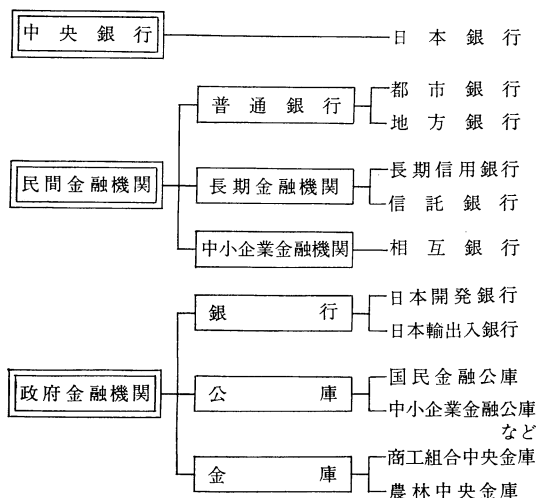 中央銀行
日本銀行
普通銀行
都市銀行
地方銀行
民間金融機関
長期金融機関
長期信用銀行
信託銀行
中小企業金融機関
相互銀行
銀行
日本開発銀行
日本輸出入銀行
政府金融機関
公庫
国民金融公庫
中小企業金融公庫
など
金庫
商工組合中央金庫
農林中央金庫